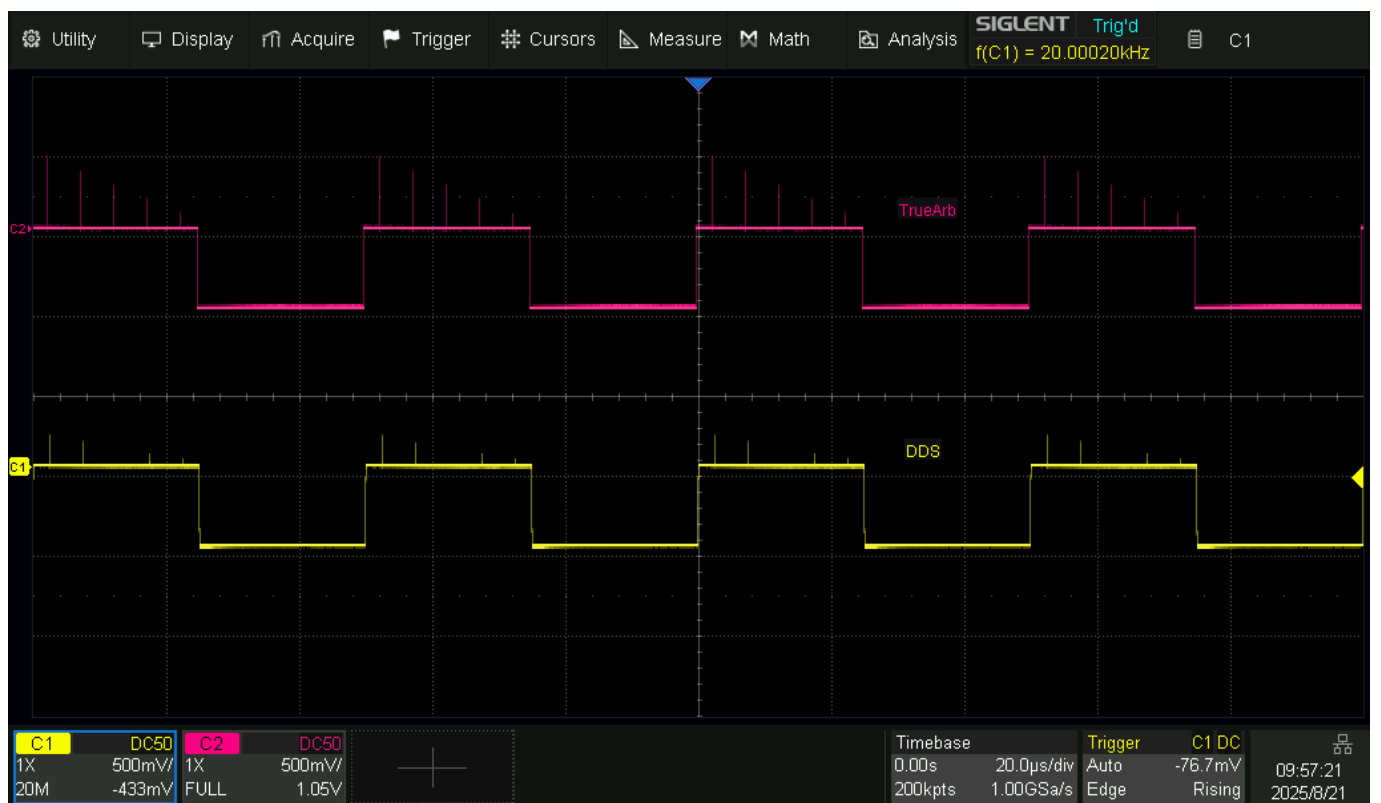 Utility Display Acquire Trigger Cursors Measure Math Analysis SIGLENT Trig'd C1
f(C1) = 20.00020kHz
TrueArb
C2
DDS
C1
C1 DC50 C2 DC50 Timebase Trigger C1 DC
1X 500mV/ 1X 500mV/ 0.00s 20.0µs/div Auto -76.7mV 09:57:21
20M -433mV FULL 1.05V 200kpts 1.00GSa/s Edge Rising 2025/8/21